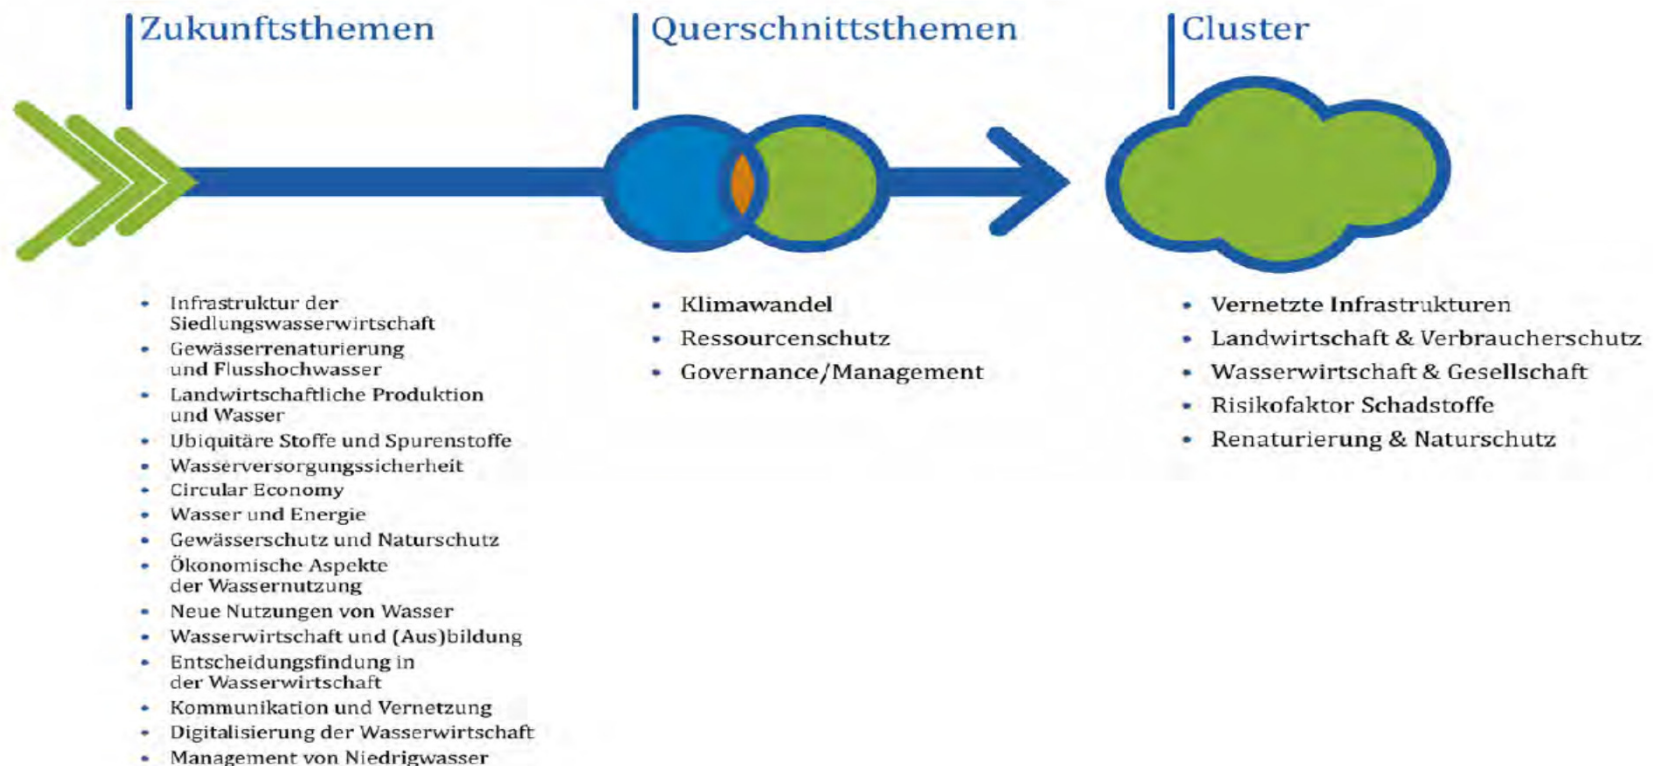 Zukunftsthemen
Infrastruktur der
Siedlungswasserwirtschaft
Gewässerrenaturierung
und Flusshochwasser
Landwirtschaftliche Produktion
und Wasser
Ubiquitäre Stoffe und Spurenstoffe
Wasserversorgungssicherheit
Circular Economy
Wasser und Energie
Gewässerschutz und Naturschutz
Ökonomische Aspekte
der Wassernutzung
Neue Nutzungen von Wasser
Wasserwirtschaft und (Aus)bildung
Entscheidungsfindung in
der Wasserwirtschaft
Kommunikation und Vernetzung
Digitalisierung der Wasserwirtschaft
Management von Niedrigwasser
Querschnittsthemen
Klimawandel
Ressourcenschutz
Governance/Management
Cluster
Vernetzte Infrastrukturen
Landwirtschaft & Verbraucherschutz
Wasserwirtschaft & Gesellschaft
Risikofaktor Schadstoffe
Renaturierung & Naturschutz